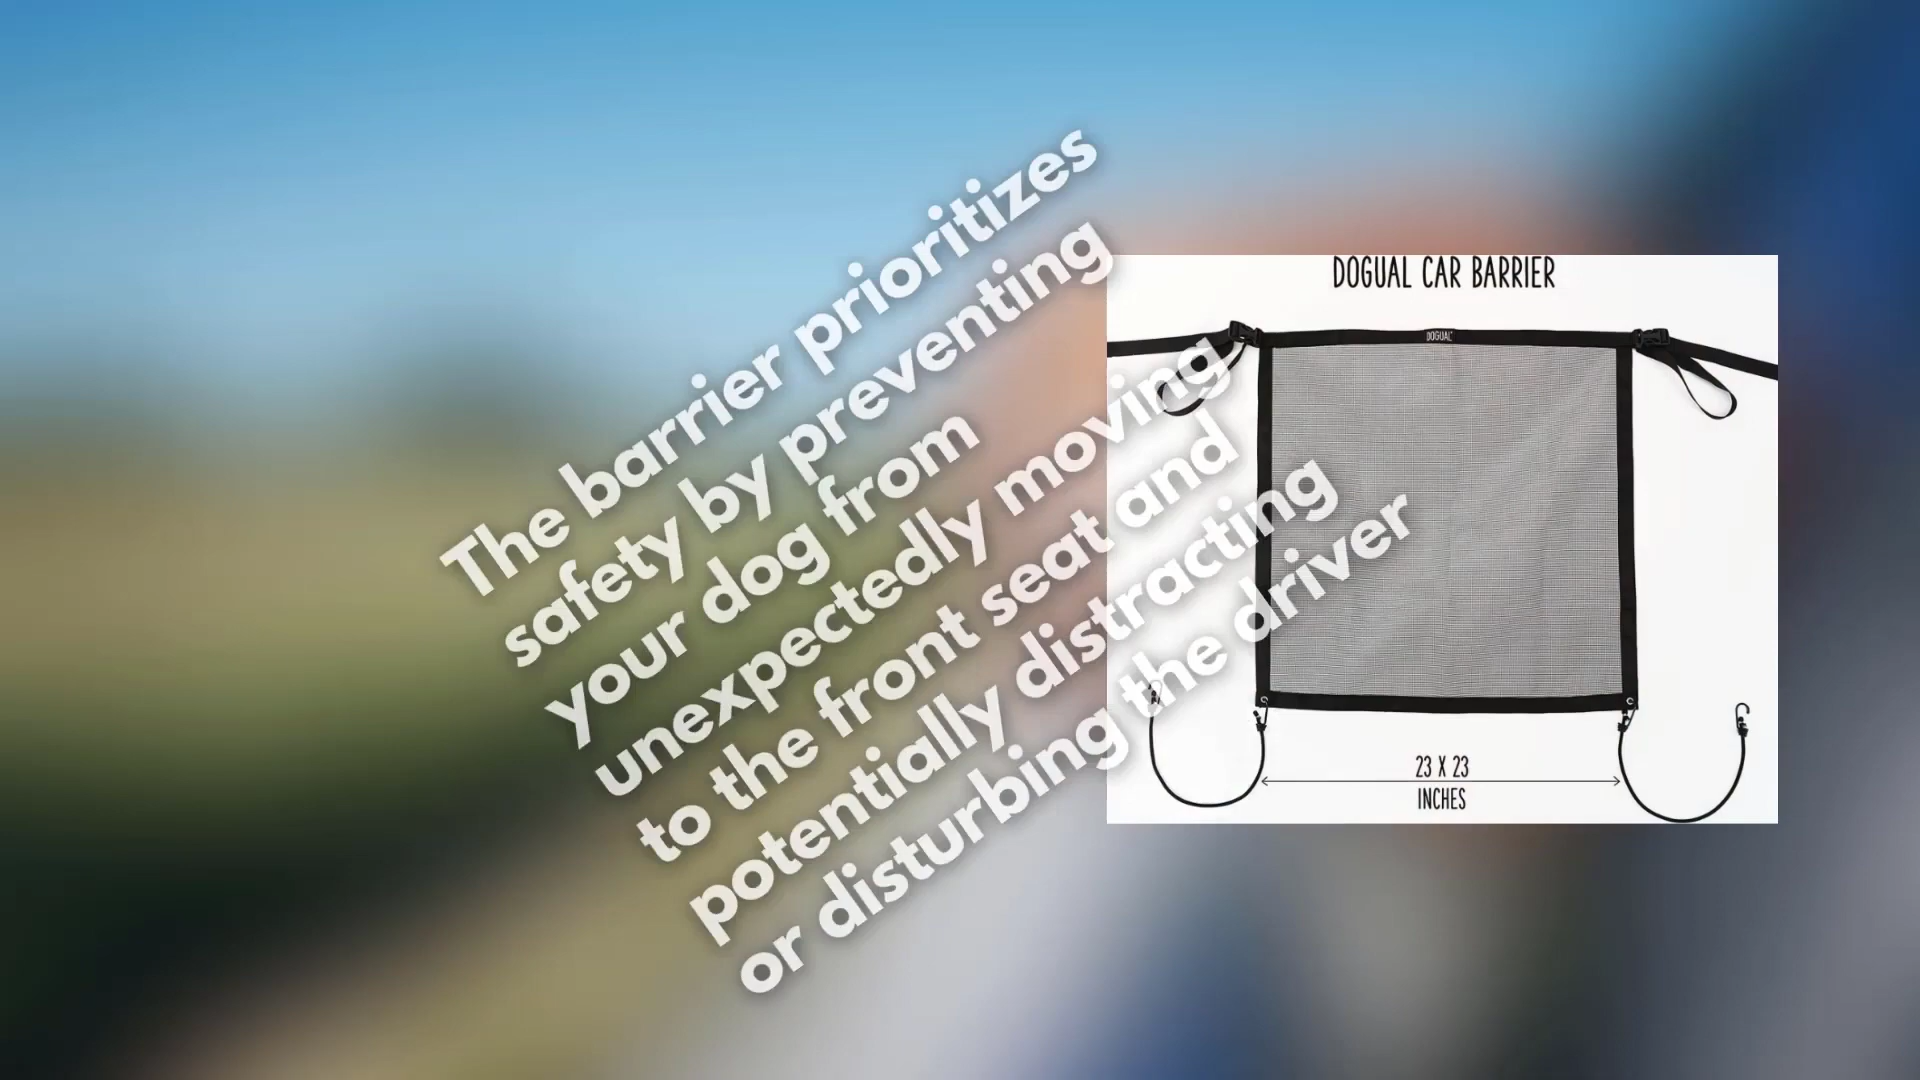 The barrier prioritizes
safety by preventing
your dog from
unexpectedly moving
to the front seat and
potentially distracting
or disturbing the driver
DOGUAL CAR BARRIER
DOGUAL
23 X 23
INCHES